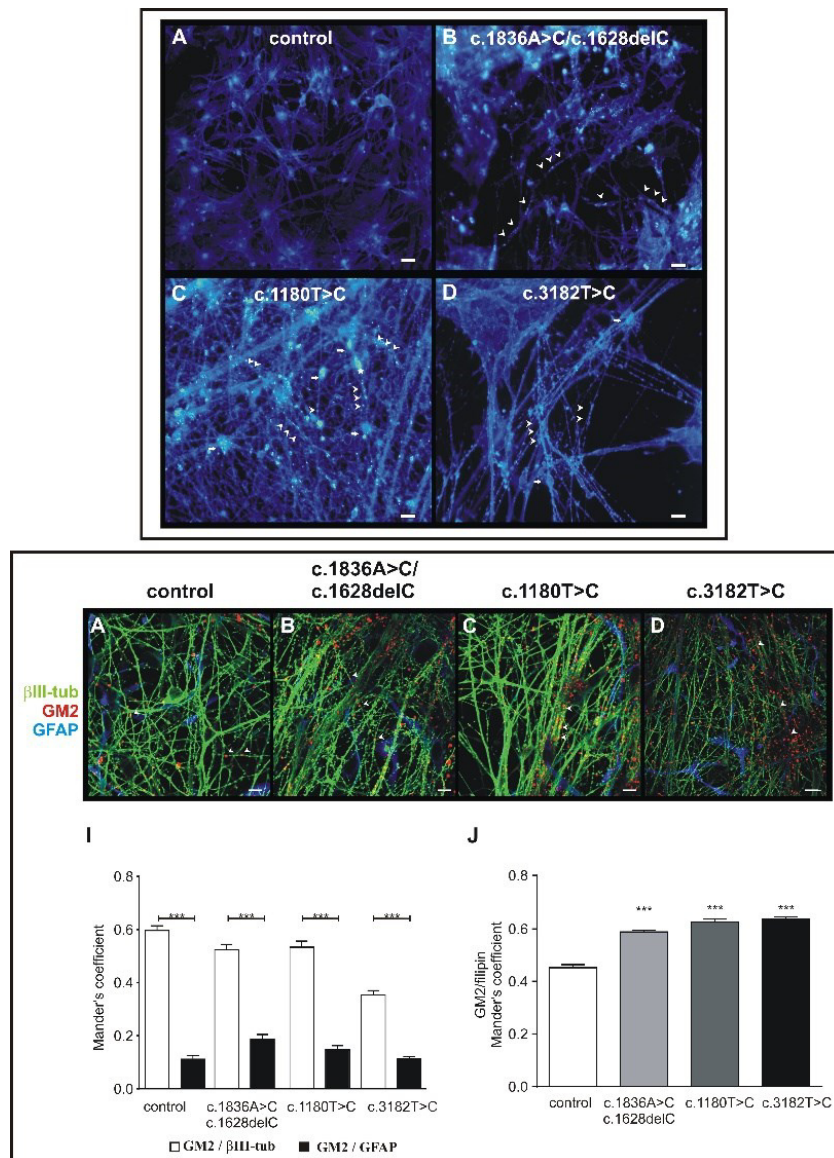 A control
B c.1836A>C/c.1628delC
C c.1180T>C
D c.3182T>C
control
c.1836A>C/
c.1628delC
c.1180T>C
c.3182T>C
A
B
C
D
βIII-tub
GM2
GFAP
I
Mander's coefficient
0.8
0.6
0.4
0.2
0.0
***
***
***
***
control
c.1836A>C
c.1628delC
c.1180T>C
c.3182T>C
GM2 / βIII-tub
GM2 / GFAP
J
GM2/filipin
Mander's coefficient
0.8
0.6
0.4
0.2
0.0
***
***
***
control
c.1836A>C
c.1628delC
c.1180T>C
c.3182T>C